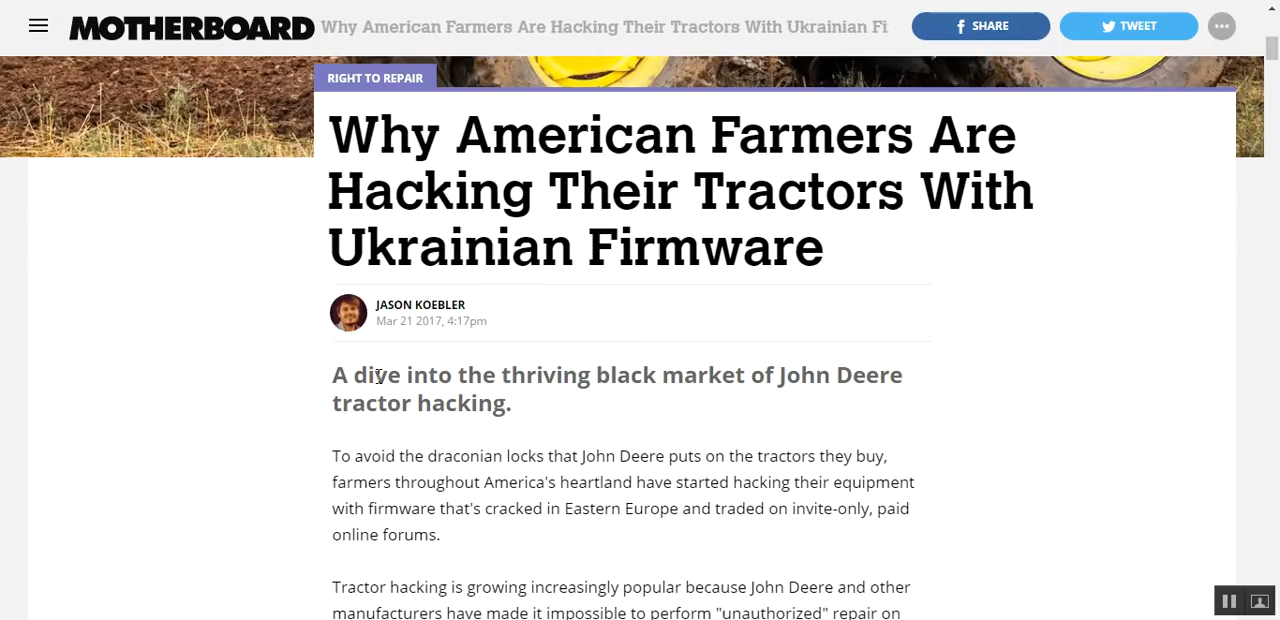 MOTHERBOARD Why American Farmers Are Hacking Their Tractors With Ukrainian Fi SHARE TWEET
RIGHT TO REPAIR
Why American Farmers Are
Hacking Their Tractors With
Ukrainian Firmware
JASON KOEBLER
Mar 21 2017, 4:17pm
A dive into the thriving black market of John Deere
tractor hacking.
To avoid the draconian locks that John Deere puts on the tractors they buy,
farmers throughout America's heartland have started hacking their equipment
with firmware that's cracked in Eastern Europe and traded on invite-only, paid
online forums.
Tractor hacking is growing increasingly popular because John Deere and other
manufacturers have made it impossible to perform "unauthorized" repair on